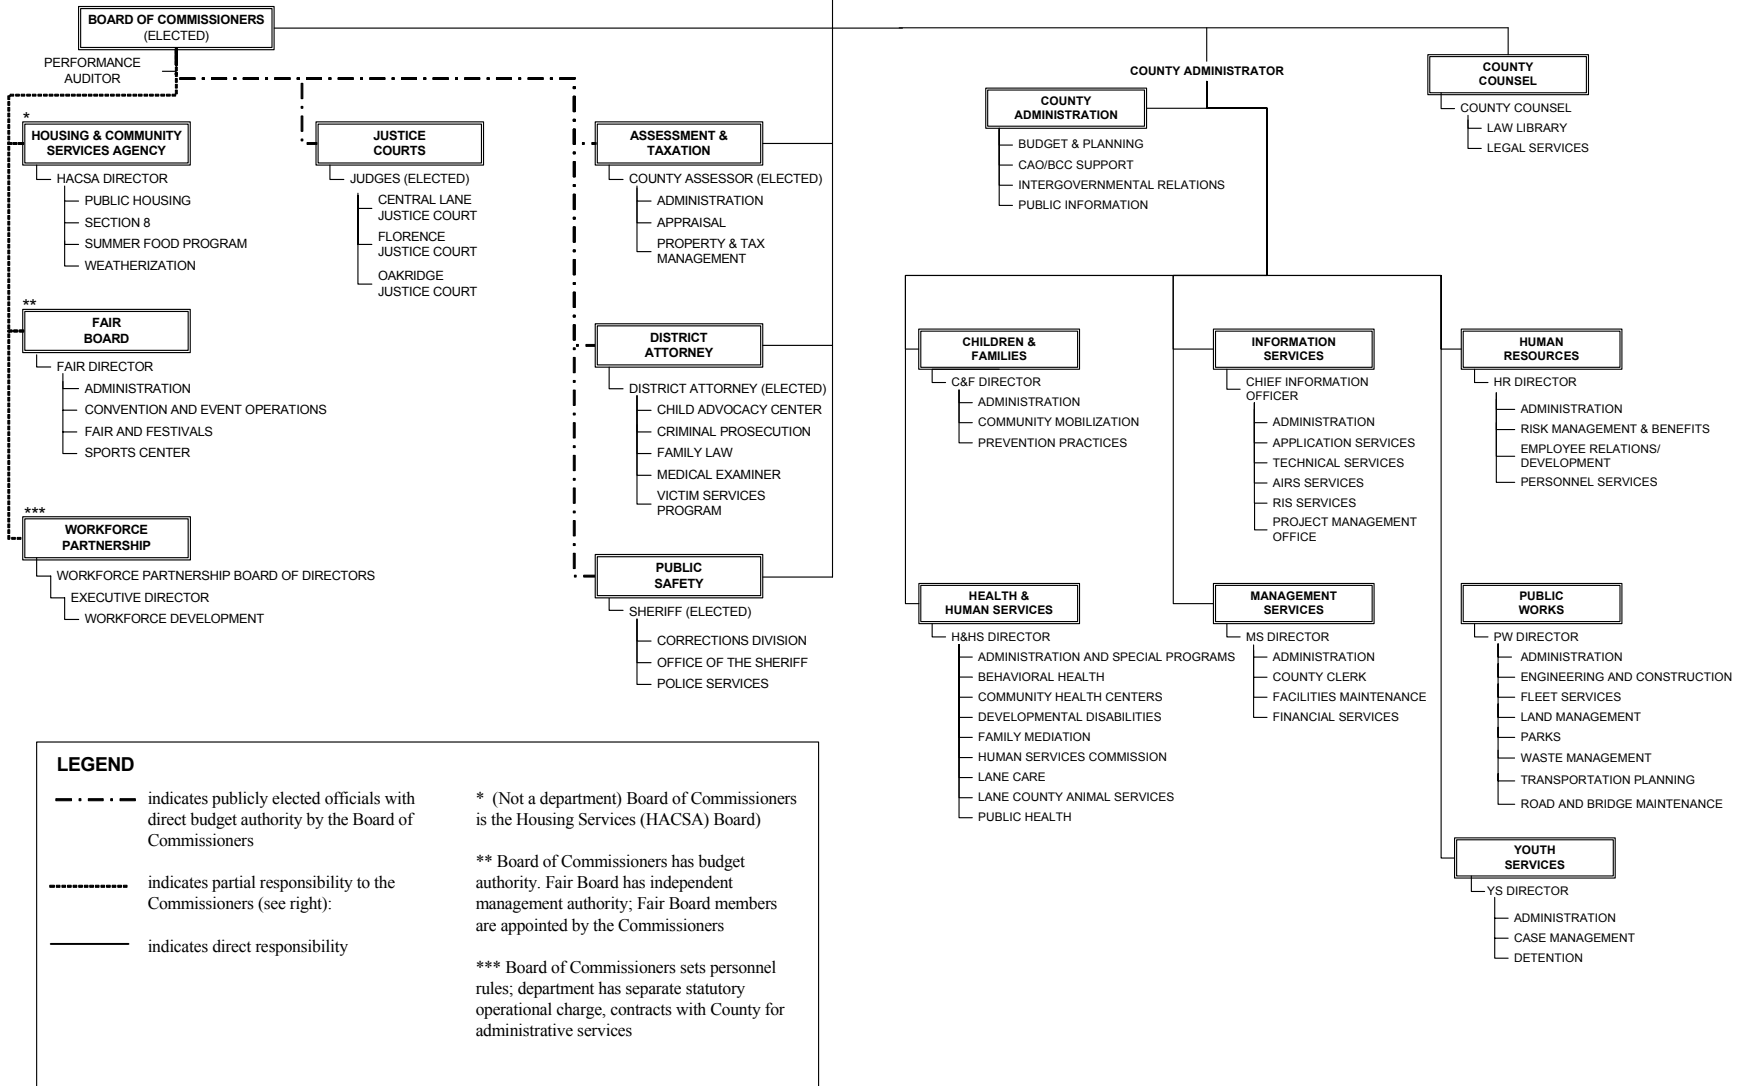 BOARD OF COMMISSIONERS
(ELECTED)
PERFORMANCE
AUDITOR
*
HOUSING & COMMUNITY
SERVICES AGENCY
HACSA DIRECTOR
PUBLIC HOUSING
SECTION 8
SUMMER FOOD PROGRAM
WEATHERIZATION
**
FAIR
BOARD
FAIR DIRECTOR
ADMINISTRATION
CONVENTION AND EVENT OPERATIONS
FAIR AND FESTIVALS
SPORTS CENTER
***
WORKFORCE
PARTNERSHIP
WORKFORCE PARTNERSHIP BOARD OF DIRECTORS
EXECUTIVE DIRECTOR
WORKFORCE DEVELOPMENT
JUSTICE
COURTS
JUDGES (ELECTED)
CENTRAL LANE
JUSTICE COURT
FLORENCE
JUSTICE COURT
OAKRIDGE
JUSTICE COURT
ASSESSMENT &
TAXATION
COUNTY ASSESSOR (ELECTED)
ADMINISTRATION
APPRAISAL
PROPERTY & TAX
MANAGEMENT
DISTRICT
ATTORNEY
DISTRICT ATTORNEY (ELECTED)
CHILD ADVOCACY CENTER
CRIMINAL PROSECUTION
FAMILY LAW
MEDICAL EXAMINER
VICTIM SERVICES
PROGRAM
PUBLIC
SAFETY
SHERIFF (ELECTED)
CORRECTIONS DIVISION
OFFICE OF THE SHERIFF
POLICE SERVICES
COUNTY ADMINISTRATOR
COUNTY
ADMINISTRATION
BUDGET & PLANNING
CAO/BCC SUPPORT
INTERGOVERNMENTAL RELATIONS
PUBLIC INFORMATION
COUNTY
COUNSEL
COUNTY COUNSEL
LAW LIBRARY
LEGAL SERVICES
CHILDREN &
FAMILIES
C&F DIRECTOR
ADMINISTRATION
COMMUNITY MOBILIZATION
PREVENTION PRACTICES
INFORMATION
SERVICES
CHIEF INFORMATION
OFFICER
ADMINISTRATION
APPLICATION SERVICES
TECHNICAL SERVICES
AIRS SERVICES
RIS SERVICES
PROJECT MANAGEMENT
OFFICE
HUMAN
RESOURCES
HR DIRECTOR
ADMINISTRATION
RISK MANAGEMENT & BENEFITS
EMPLOYEE RELATIONS/
DEVELOPMENT
PERSONNEL SERVICES
HEALTH &
HUMAN SERVICES
H&HS DIRECTOR
ADMINISTRATION AND SPECIAL PROGRAMS
BEHAVIORAL HEALTH
COMMUNITY HEALTH CENTERS
DEVELOPMENTAL DISABILITIES
FAMILY MEDIATION
HUMAN SERVICES COMMISSION
LANE CARE
LANE COUNTY ANIMAL SERVICES
PUBLIC HEALTH
MANAGEMENT
SERVICES
MS DIRECTOR
ADMINISTRATION
COUNTY CLERK
FACILITIES MAINTENANCE
FINANCIAL SERVICES
PUBLIC
WORKS
PW DIRECTOR
ADMINISTRATION
ENGINEERING AND CONSTRUCTION
FLEET SERVICES
LAND MANAGEMENT
PARKS
WASTE MANAGEMENT
TRANSPORTATION PLANNING
ROAD AND BRIDGE MAINTENANCE
YOUTH
SERVICES
YS DIRECTOR
ADMINISTRATION
CASE MANAGEMENT
DETENTION
LEGEND
indicates publicly elected officials with
direct budget authority by the Board of
Commissioners
indicates partial responsibility to the
Commissioners (see right):
indicates direct responsibility
* (Not a department) Board of Commissioners
is the Housing Services (HACSA) Board)
** Board of Commissioners has budget
authority. Fair Board has independent
management authority; Fair Board members
are appointed by the Commissioners
*** Board of Commissioners sets personnel
rules; department has separate statutory
operational charge, contracts with County for
administrative services